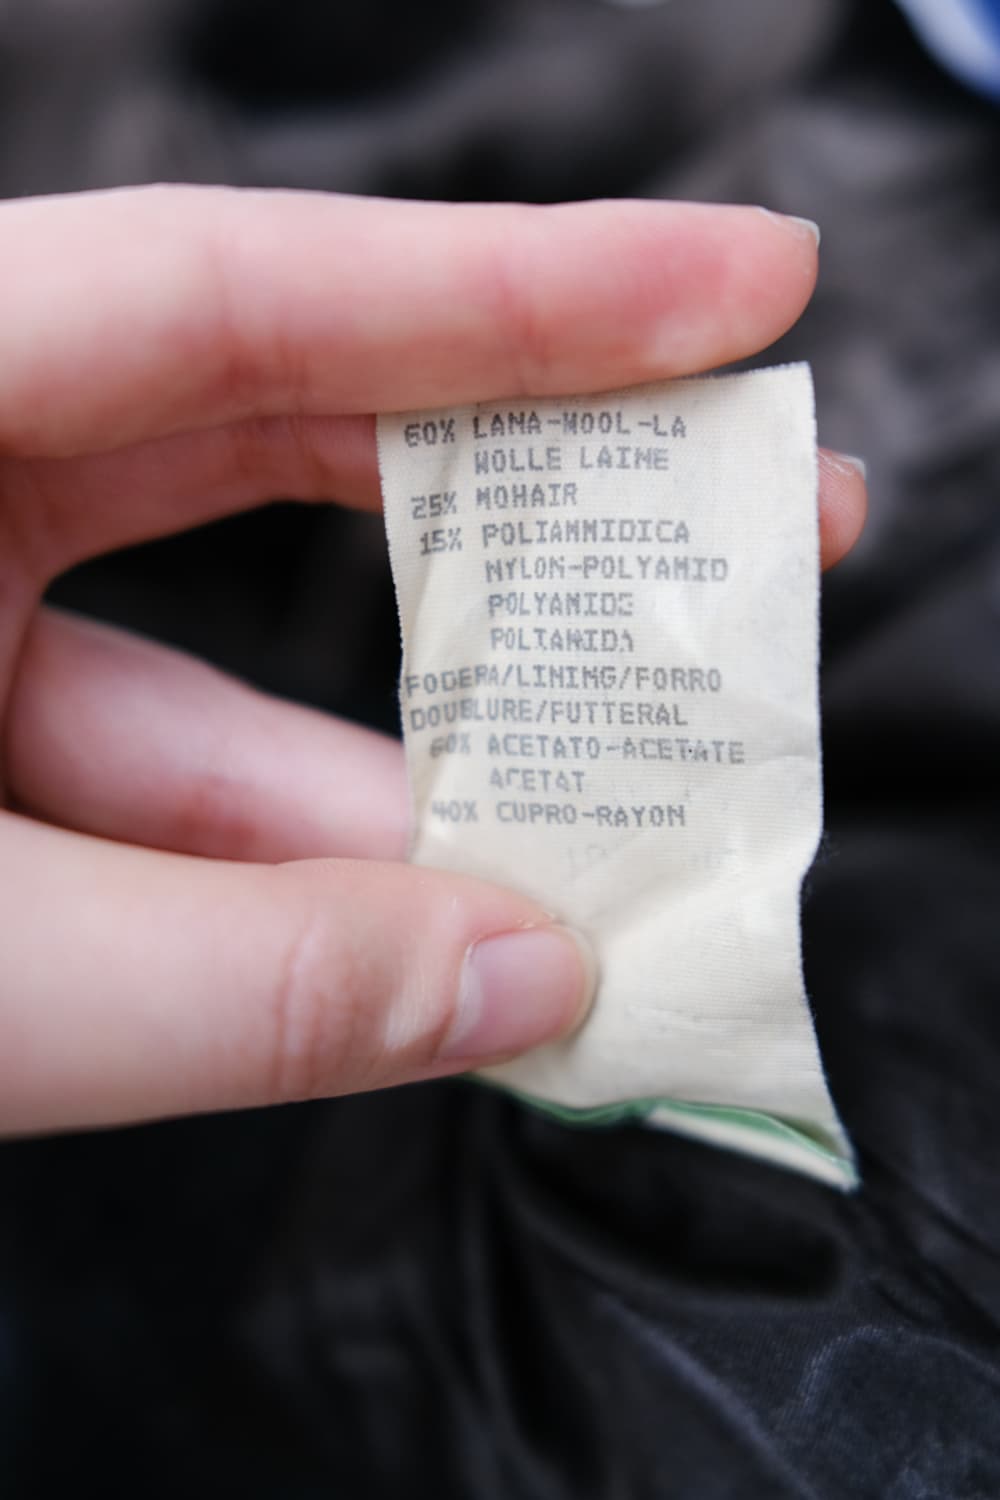 60% LANA-WOOL-LA
WOLLE LAINE
25% MOHAIR
15% POLIAMMIDICA
NYLON-POLYAMID
POLYAMIDE
POLIAMIDA
FODERA/LINING/FORRO
DOUBLURE/FUTTERAL
60% ACETATO-ACETATE
ACETAT
40% CUPRO-RAYON